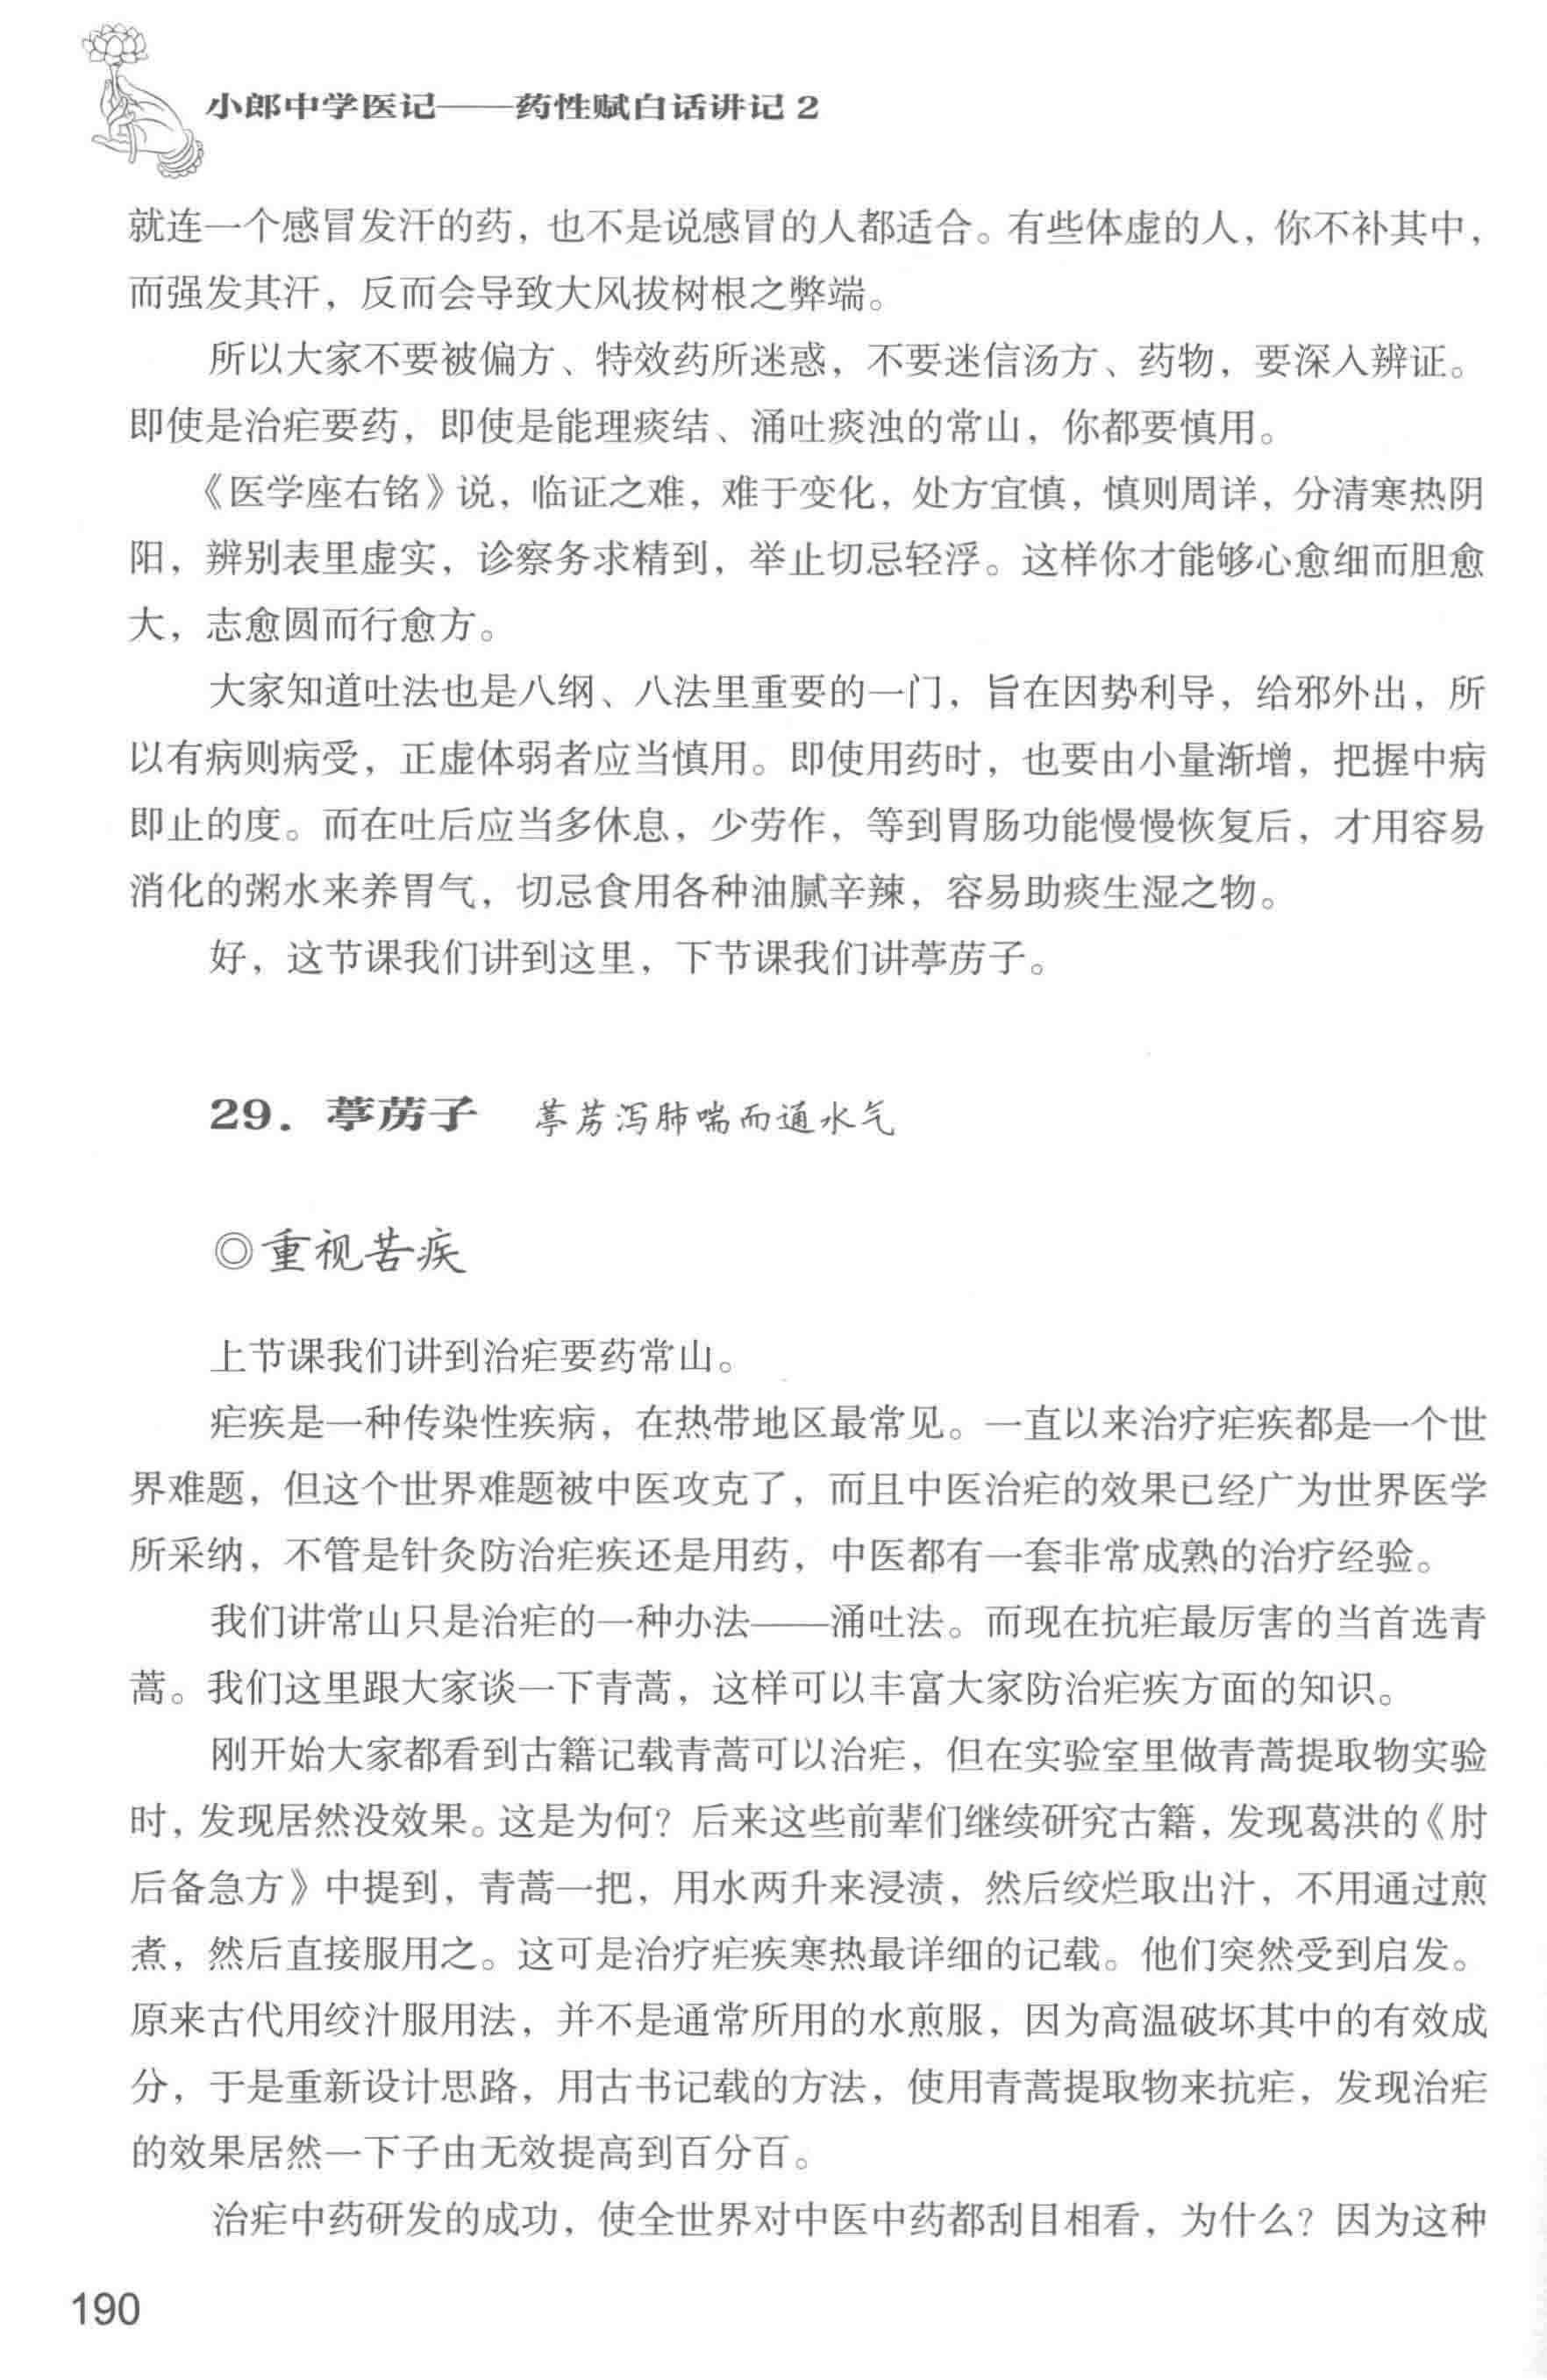 小郎中学医记——药性赋白话讲记 2
就连一个感冒发汗的药，也不是说感冒的人都适合。有些体虚的人，你不补其中，
而强发其汗，反而会导致大风拔树根之弊端。
所以大家不要被偏方、特效药所迷惑，不要迷信汤方、药物，要深入辨证。
即使是治疟要药，即使是能理痰结、涌吐痰浊的常山，你都要慎用。
《医学座右铭》说，临证之难，难于变化，处方宜慎，慎则周详，分清寒热阴
阳，辨别表里虚实，诊察务求精到，举止切忌轻浮。这样你才能够心愈细而胆愈
大，志愈圆而行愈方。
大家知道吐法也是八纲、八法里重要的一门，旨在因势利导，给邪外出，所
以有病则病受，正虚体弱者应当慎用。即使用药时，也要由小量渐增，把握中病
即止的度。而在吐后应当多休息，少劳作，等到胃肠功能慢慢恢复后，才用容易
消化的粥水来养胃气，切忌食用各种油腻辛辣，容易助痰生湿之物。
好，这节课我们讲到这里，下节课我们讲葶苈子。
29. 葶苈子 葶苈泻肺喘而通水气
◎重视苦疾
上节课我们讲到治疟要药常山。
疟疾是一种传染性疾病，在热带地区最常见。一直以来治疗疟疾都是一个世
界难题，但这个世界难题被中医攻克了，而且中医治疟的效果已经广为世界医学
所采纳，不管是针灸防治疟疾还是用药，中医都有一套非常成熟的治疗经验。
我们讲常山只是治疟的一种办法——涌吐法。而现在抗疟最厉害的当首选青
蒿。我们这里跟大家谈一下青蒿，这样可以丰富大家防治疟疾方面的知识。
刚开始大家都看到古籍记载青蒿可以治疟，但在实验室里做青蒿提取物实验
时，发现居然没效果。这是为何？后来这些前辈们继续研究古籍，发现葛洪的《肘
后备急方》中提到，青蒿一把，用水两升来浸渍，然后绞烂取出汁，不用通过煎
煮，然后直接服用之。这可是治疗疟疾寒热最详细的记载。他们突然受到启发。
原来古代用绞汁服用法，并不是通常所用的水煎服，因为高温破坏其中的有效成
分，于是重新设计思路，用古书记载的方法，使用青蒿提取物来抗疟，发现治疟
的效果居然一下子由无效提高到百分百。
治疟中药研发的成功，使全世界对中医中药都刮目相看，为什么？因为这种
190